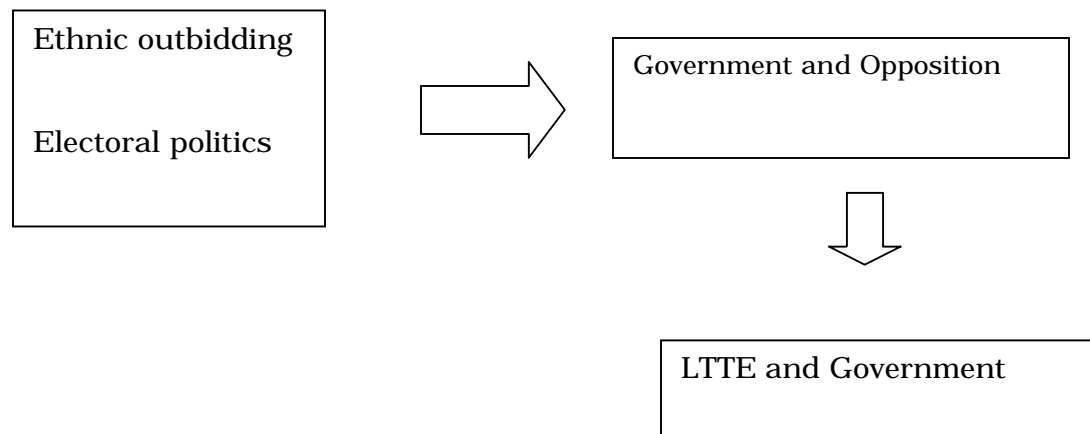 Ethnic outbidding
Electoral politics
Government and Opposition
LTTE and Government